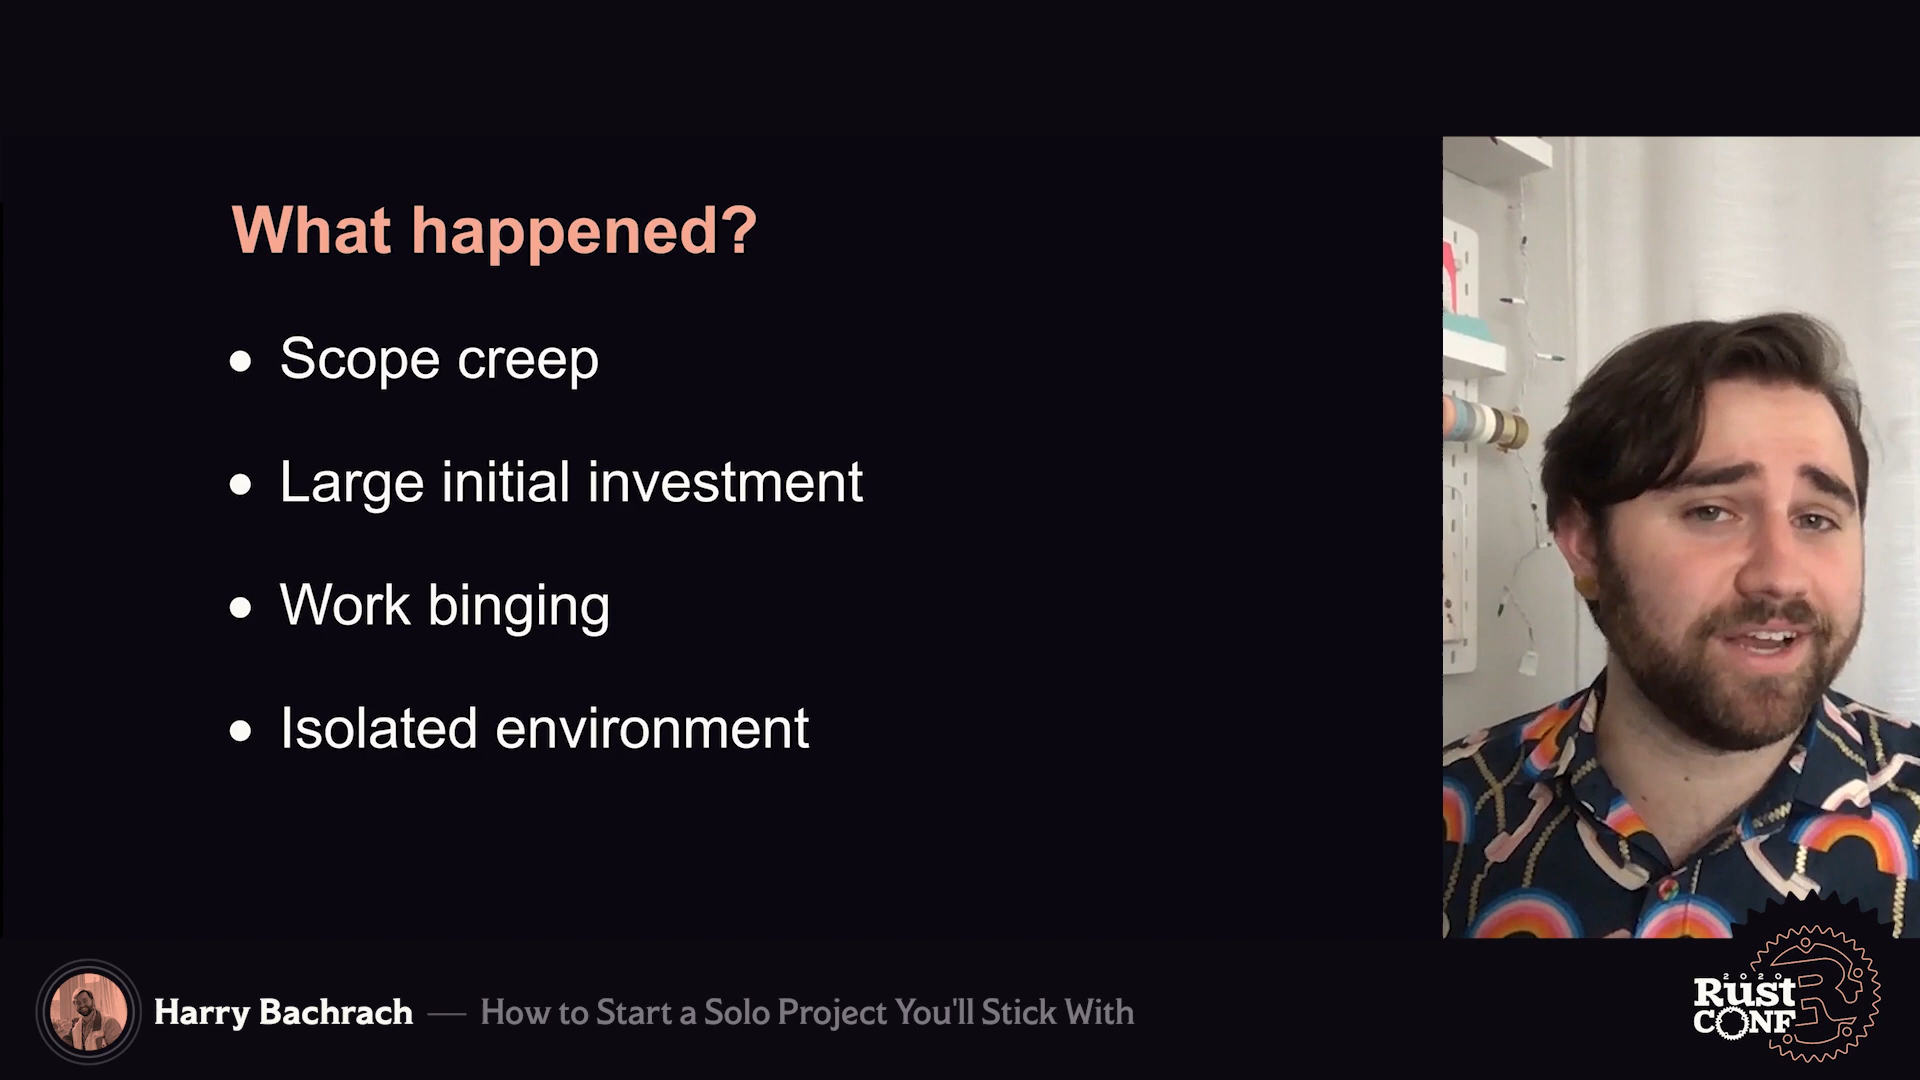 What happened?
● Scope creep
● Large initial investment
● Work binging
● Isolated environment
Harry Bachrach — How to Start a Solo Project You'll Stick With
2020
Rust
CONF
R